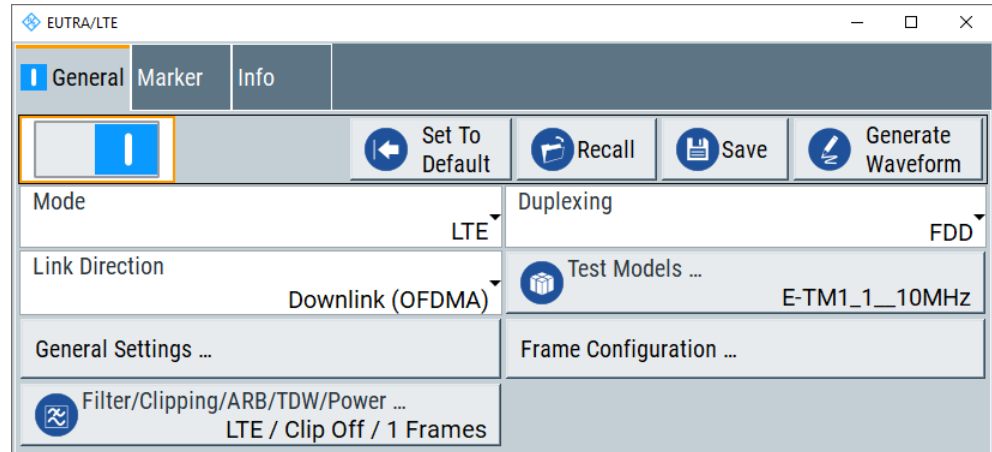 EUTRA/LTE
General Marker Info
Set To
Default
Recall
Save
Generate
Waveform
Mode
LTE
Duplexing
FDD
Link Direction
Downlink (OFDMA)
Test Models ...
E-TM1_1__10MHz
General Settings ...
Frame Configuration ...
Filter/Clipping/ARB/TDW/Power ...
LTE / Clip Off / 1 Frames